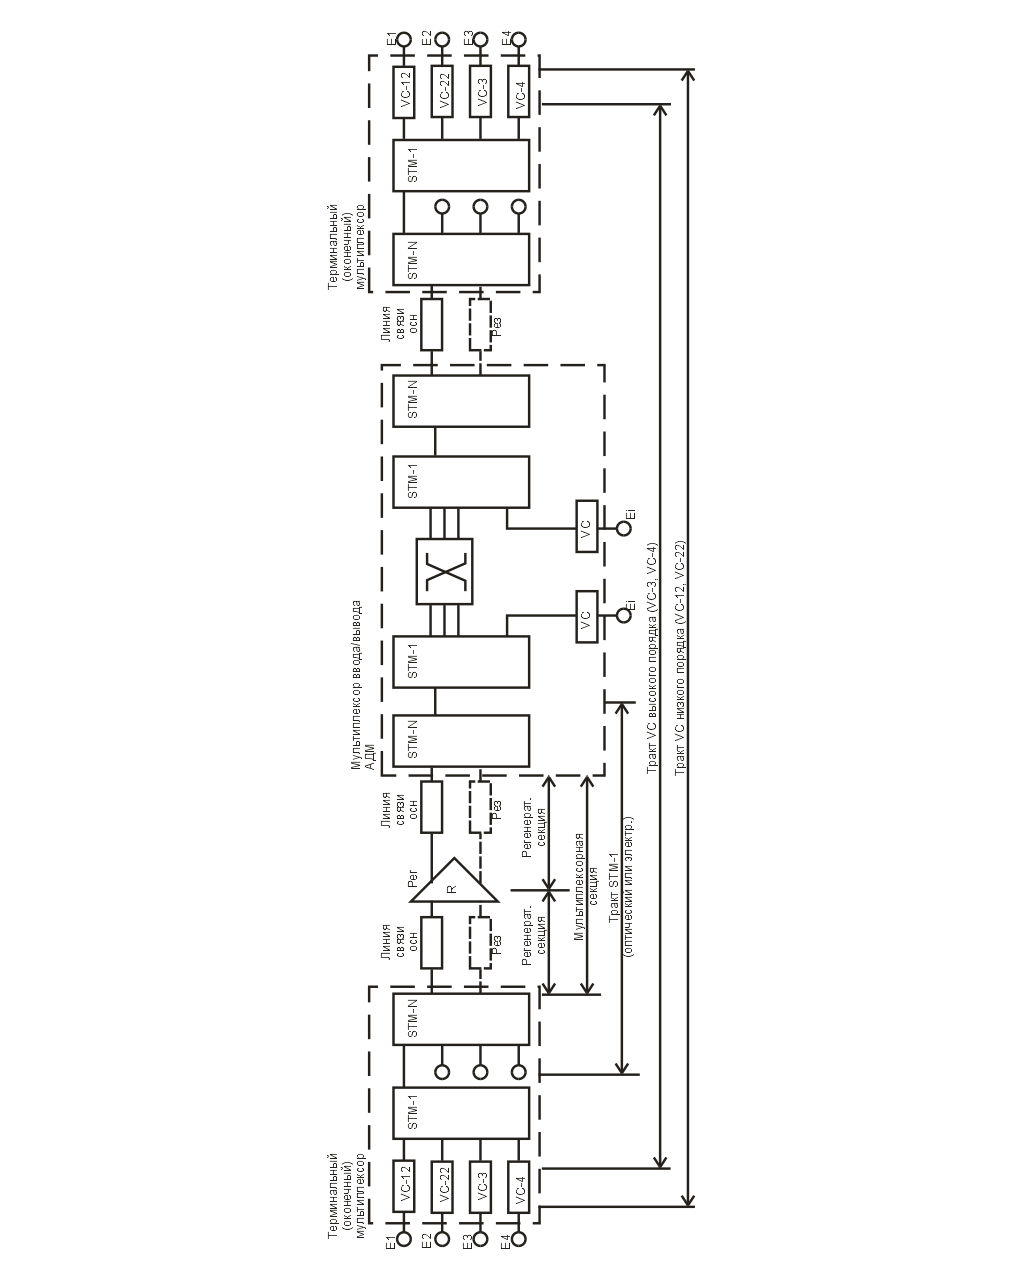 Терминальный
(оконечный)
мультиплексор
E1
E2
E3
E4
VC-12
VC-22
VC-3
VC-4
STM-1
STM-N
Линия
связи
осн
Рез
Рег
R
Линия
связи
осн
Рез
Регенерат.
секция
Регенерат.
секция
Мультиплексорная
секция
Тракт STM-1
(оптический или электр.)
Мультиплексор ввода/вывода
АДМ
STM-N
STM-1
VC
Ei
VC
Ei
STM-1
STM-N
Тракт VC высокого порядка (VC-3, VC-4)
Тракт VC низкого порядка (VC-12, VC-22)
Линия
связи
осн
Рез
Терминальный
(оконечный)
мультиплексор
STM-N
STM-1
VC-12
VC-22
VC-3
VC-4
E1
E2
E3
E4